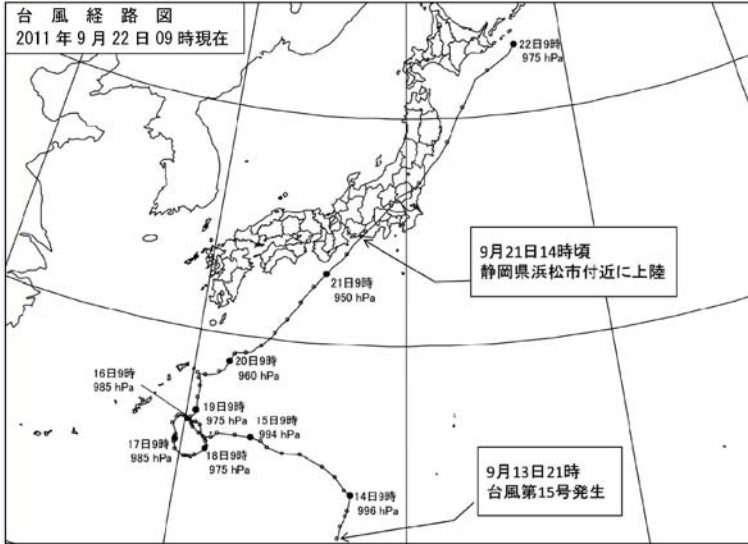 台 風 経 路 図
2011 年 9 月 22 日 09 時現在
22日9時
975 hPa
9月21日14時頃
静岡県浜松市付近に上陸
21日9時
950 hPa
20日9時
960 hPa
16日9時
985 hPa
19日9時
975 hPa
15日9時
994 hPa
17日9時
985 hPa
18日9時
975 hPa
14日9時
996 hPa
9月13日21時
台風第15号発生